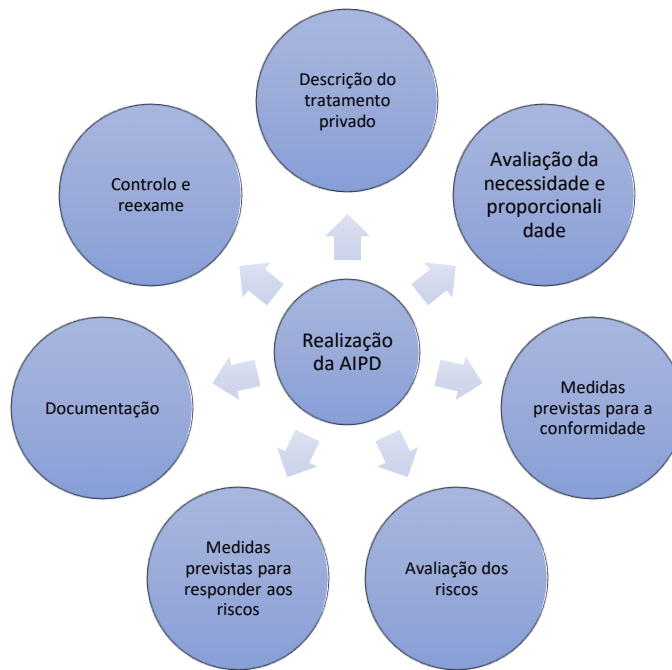 Descrição do
tratamento
privado
Avaliação da
necessidade e
proporcionali
dade
Medidas
previstas para a
conformidade
Avaliação dos
riscos
Medidas
previstas para
responder aos
riscos
Documentação
Controlo e
reexame
Realização
da AIPD